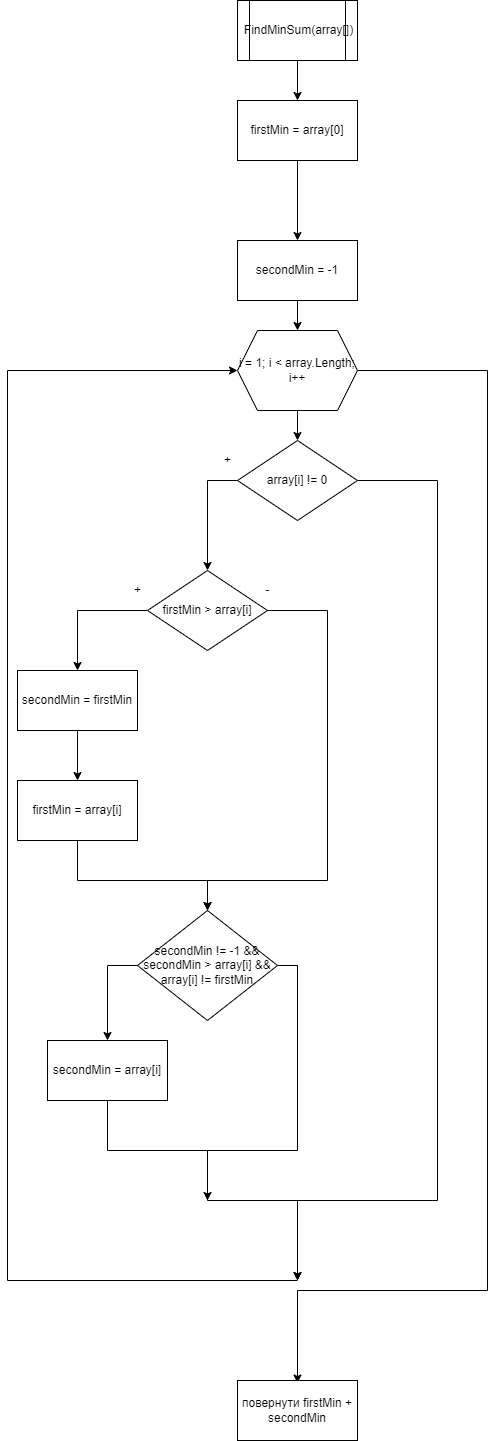 FindMinSum(array[])
firstMin = array[0]
secondMin = -1
i = 1; i < array.Length;
i++
+
array[i] != 0
+
-
firstMin > array[i]
secondMin = firstMin
firstMin = array[i]
secondMin != -1 &&
secondMin > array[i] &&
array[i] != firstMin
secondMin = array[i]
повернути firstMin +
secondMin